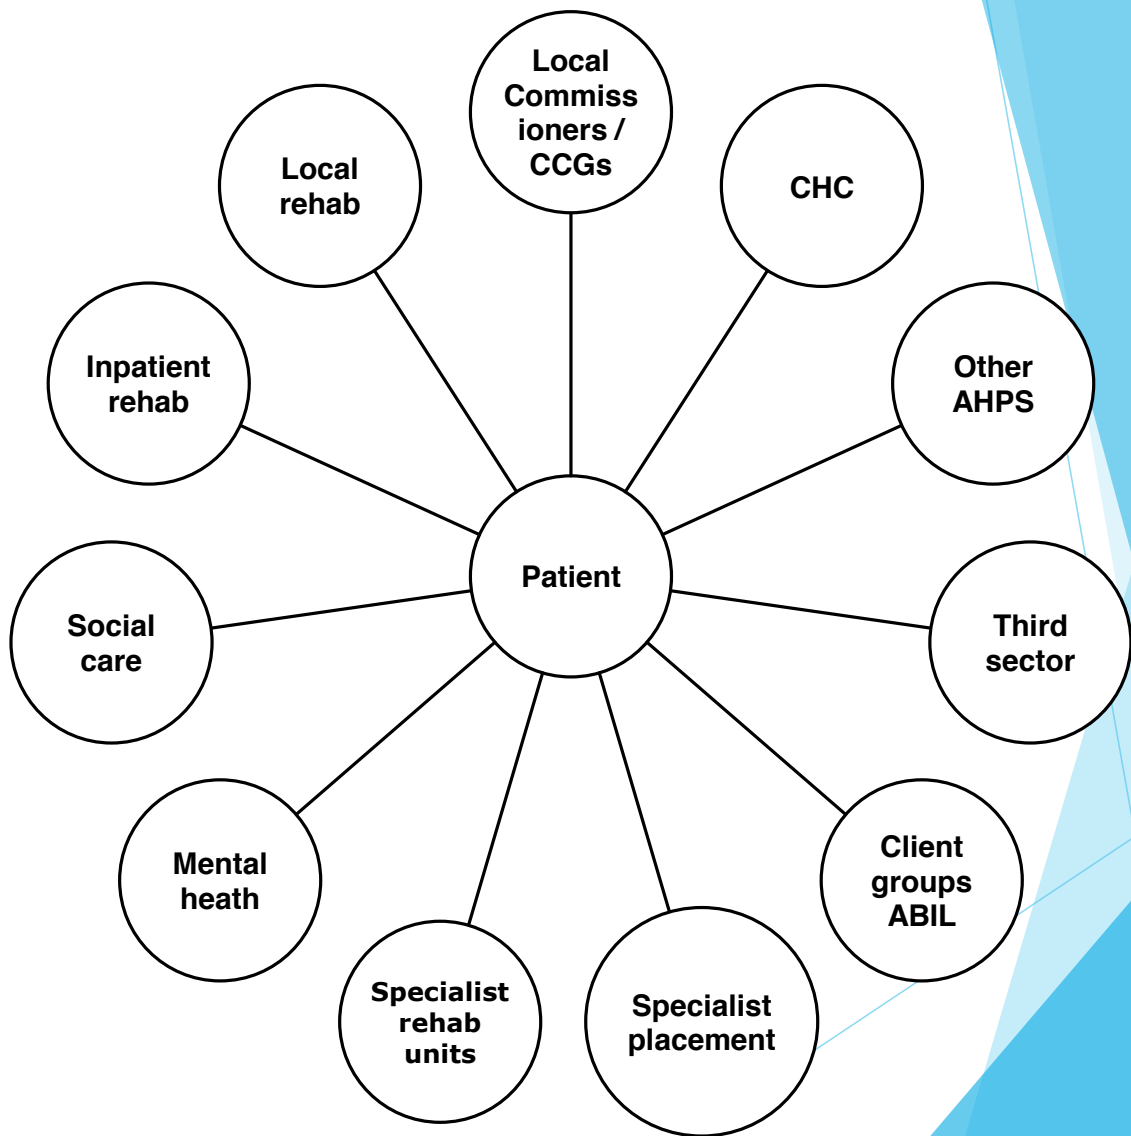 Local
Commiss
ioners /
CCGs
CHC
Other
AHPS
Third
sector
Client
groups
ABIL
Specialist
placement
Specialist
rehab
units
Mental
heath
Social
care
Inpatient
rehab
Local
rehab
Patient